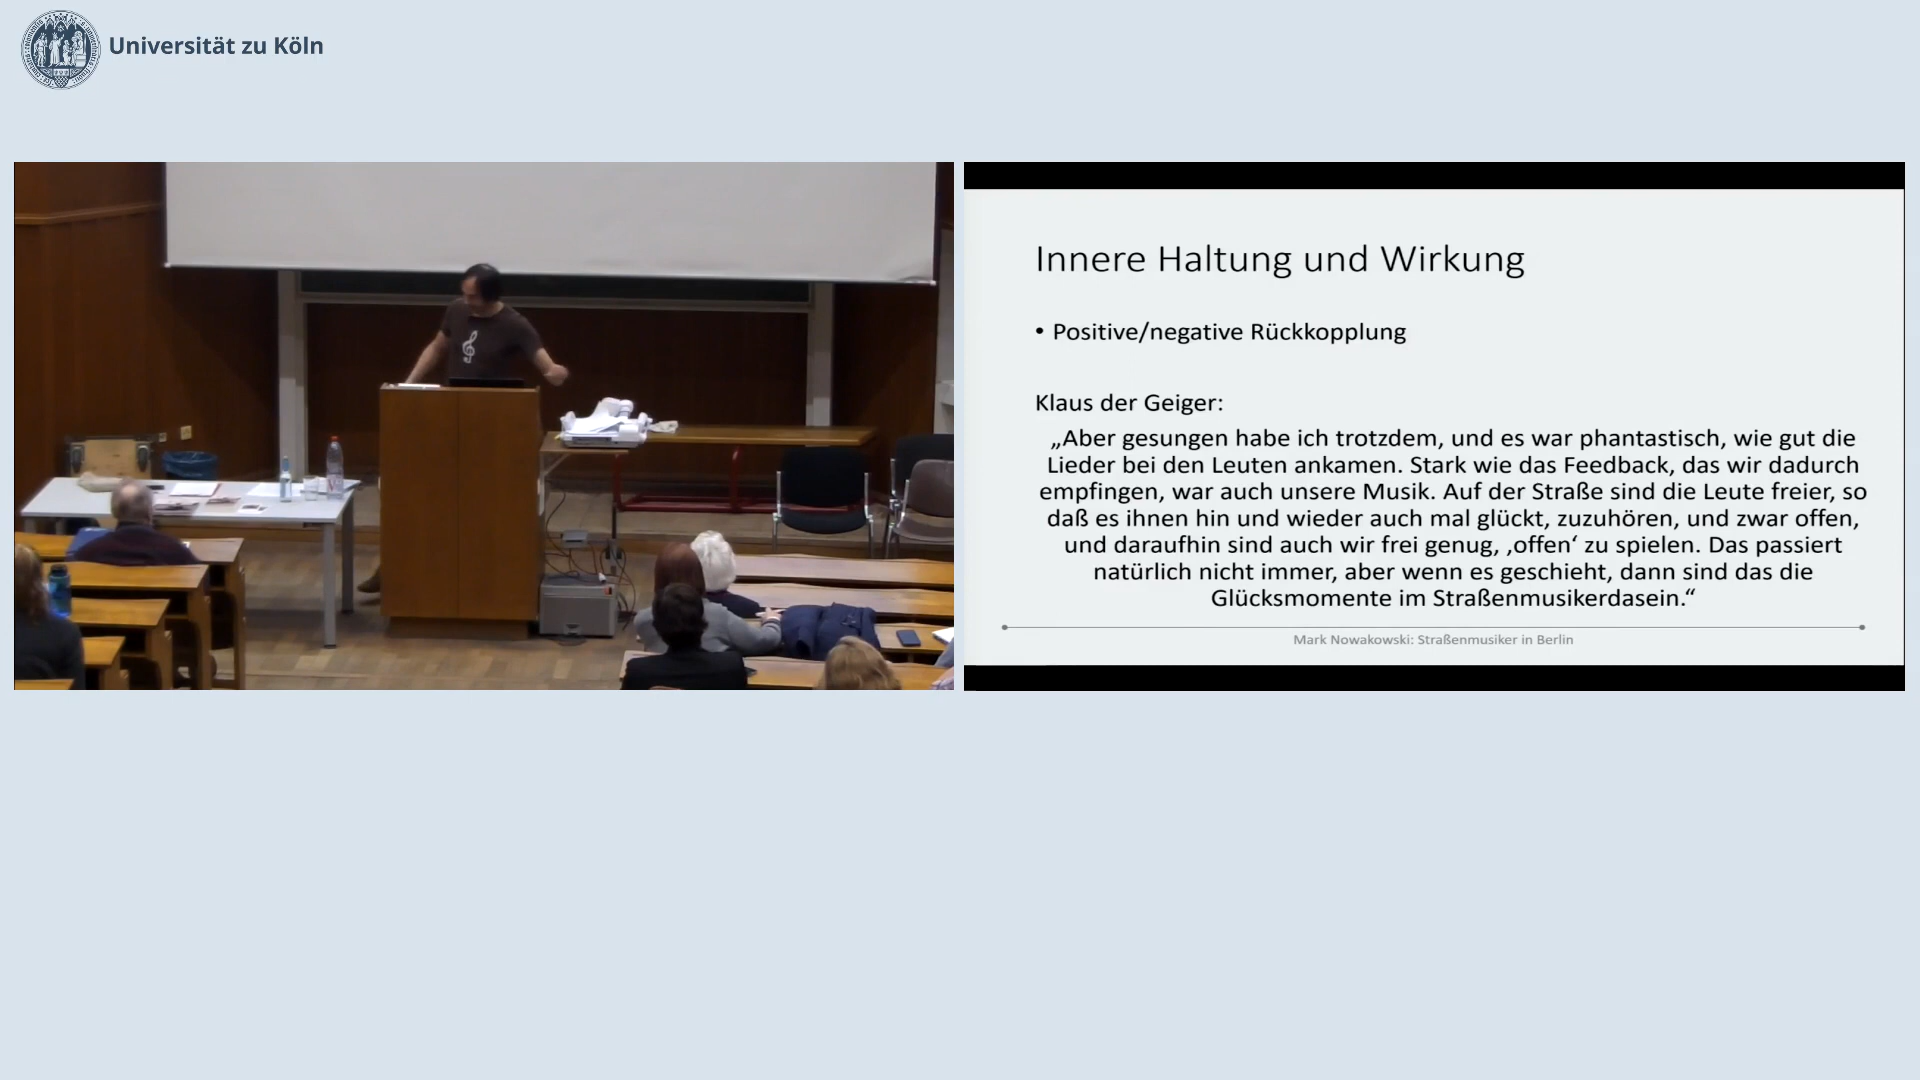 Universität zu Köln
Innere Haltung und Wirkung
• Positive/negative Rückkopplung
Klaus der Geiger:
„Aber gesungen habe ich trotzdem, und es war phantastisch, wie gut die
Lieder bei den Leuten ankamen. Stark wie das Feedback, das wir dadurch
empfingen, war auch unsere Musik. Auf der Straße sind die Leute freier, so
daß es ihnen hin und wieder auch mal glückt, zuzuhören, und zwar offen,
und daraufhin sind auch wir frei genug, ‚offen‘ zu spielen. Das passiert
natürlich nicht immer, aber wenn es geschieht, dann sind das die
Glücksmomente im Straßenmusikerdasein.“
Mark Nowakowski: Straßenmusiker in Berlin